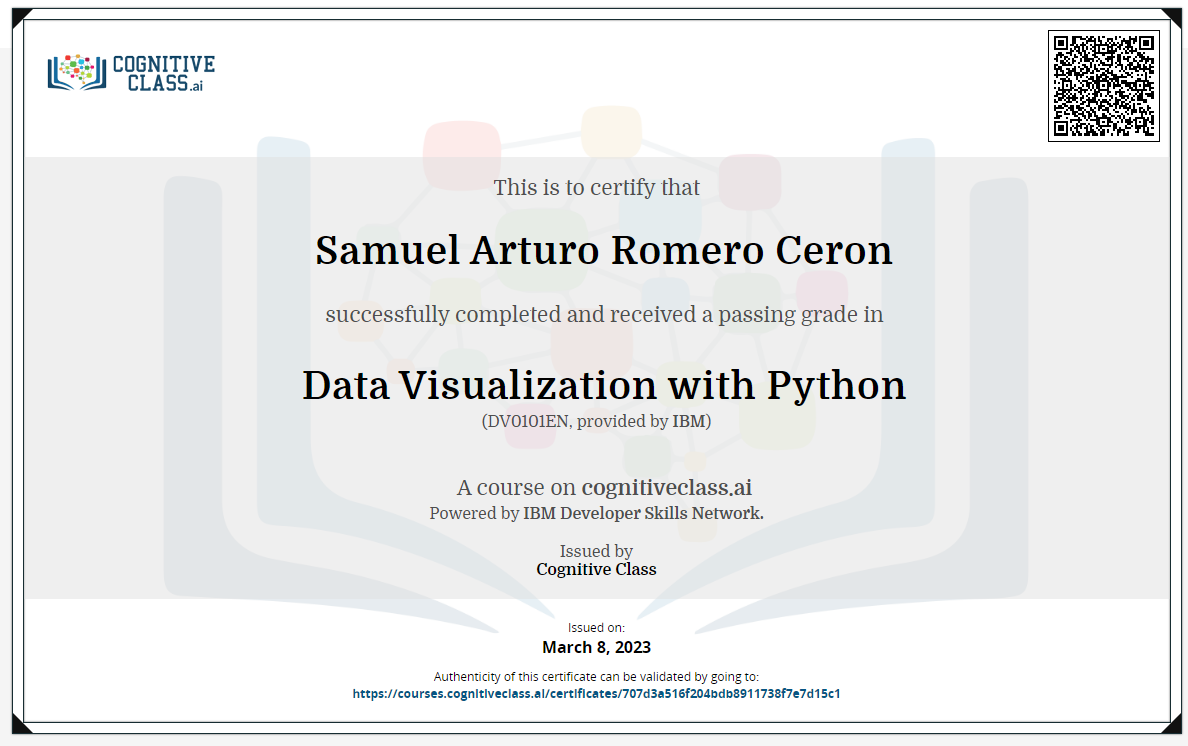 COGNITIVE
CLASS.ai
This is to certify that
Samuel Arturo Romero Ceron
successfully completed and received a passing grade in
Data Visualization with Python
(DV0101EN, provided by IBM)
A course on cognitiveclass.ai
Powered by IBM Developer Skills Network.
Issued by
Cognitive Class
Issued on:
March 8, 2023
Authenticity of this certificate can be validated by going to:
https://courses.cognitiveclass.ai/certificates/707d3a516f204bdb8911738f7e7d15c1